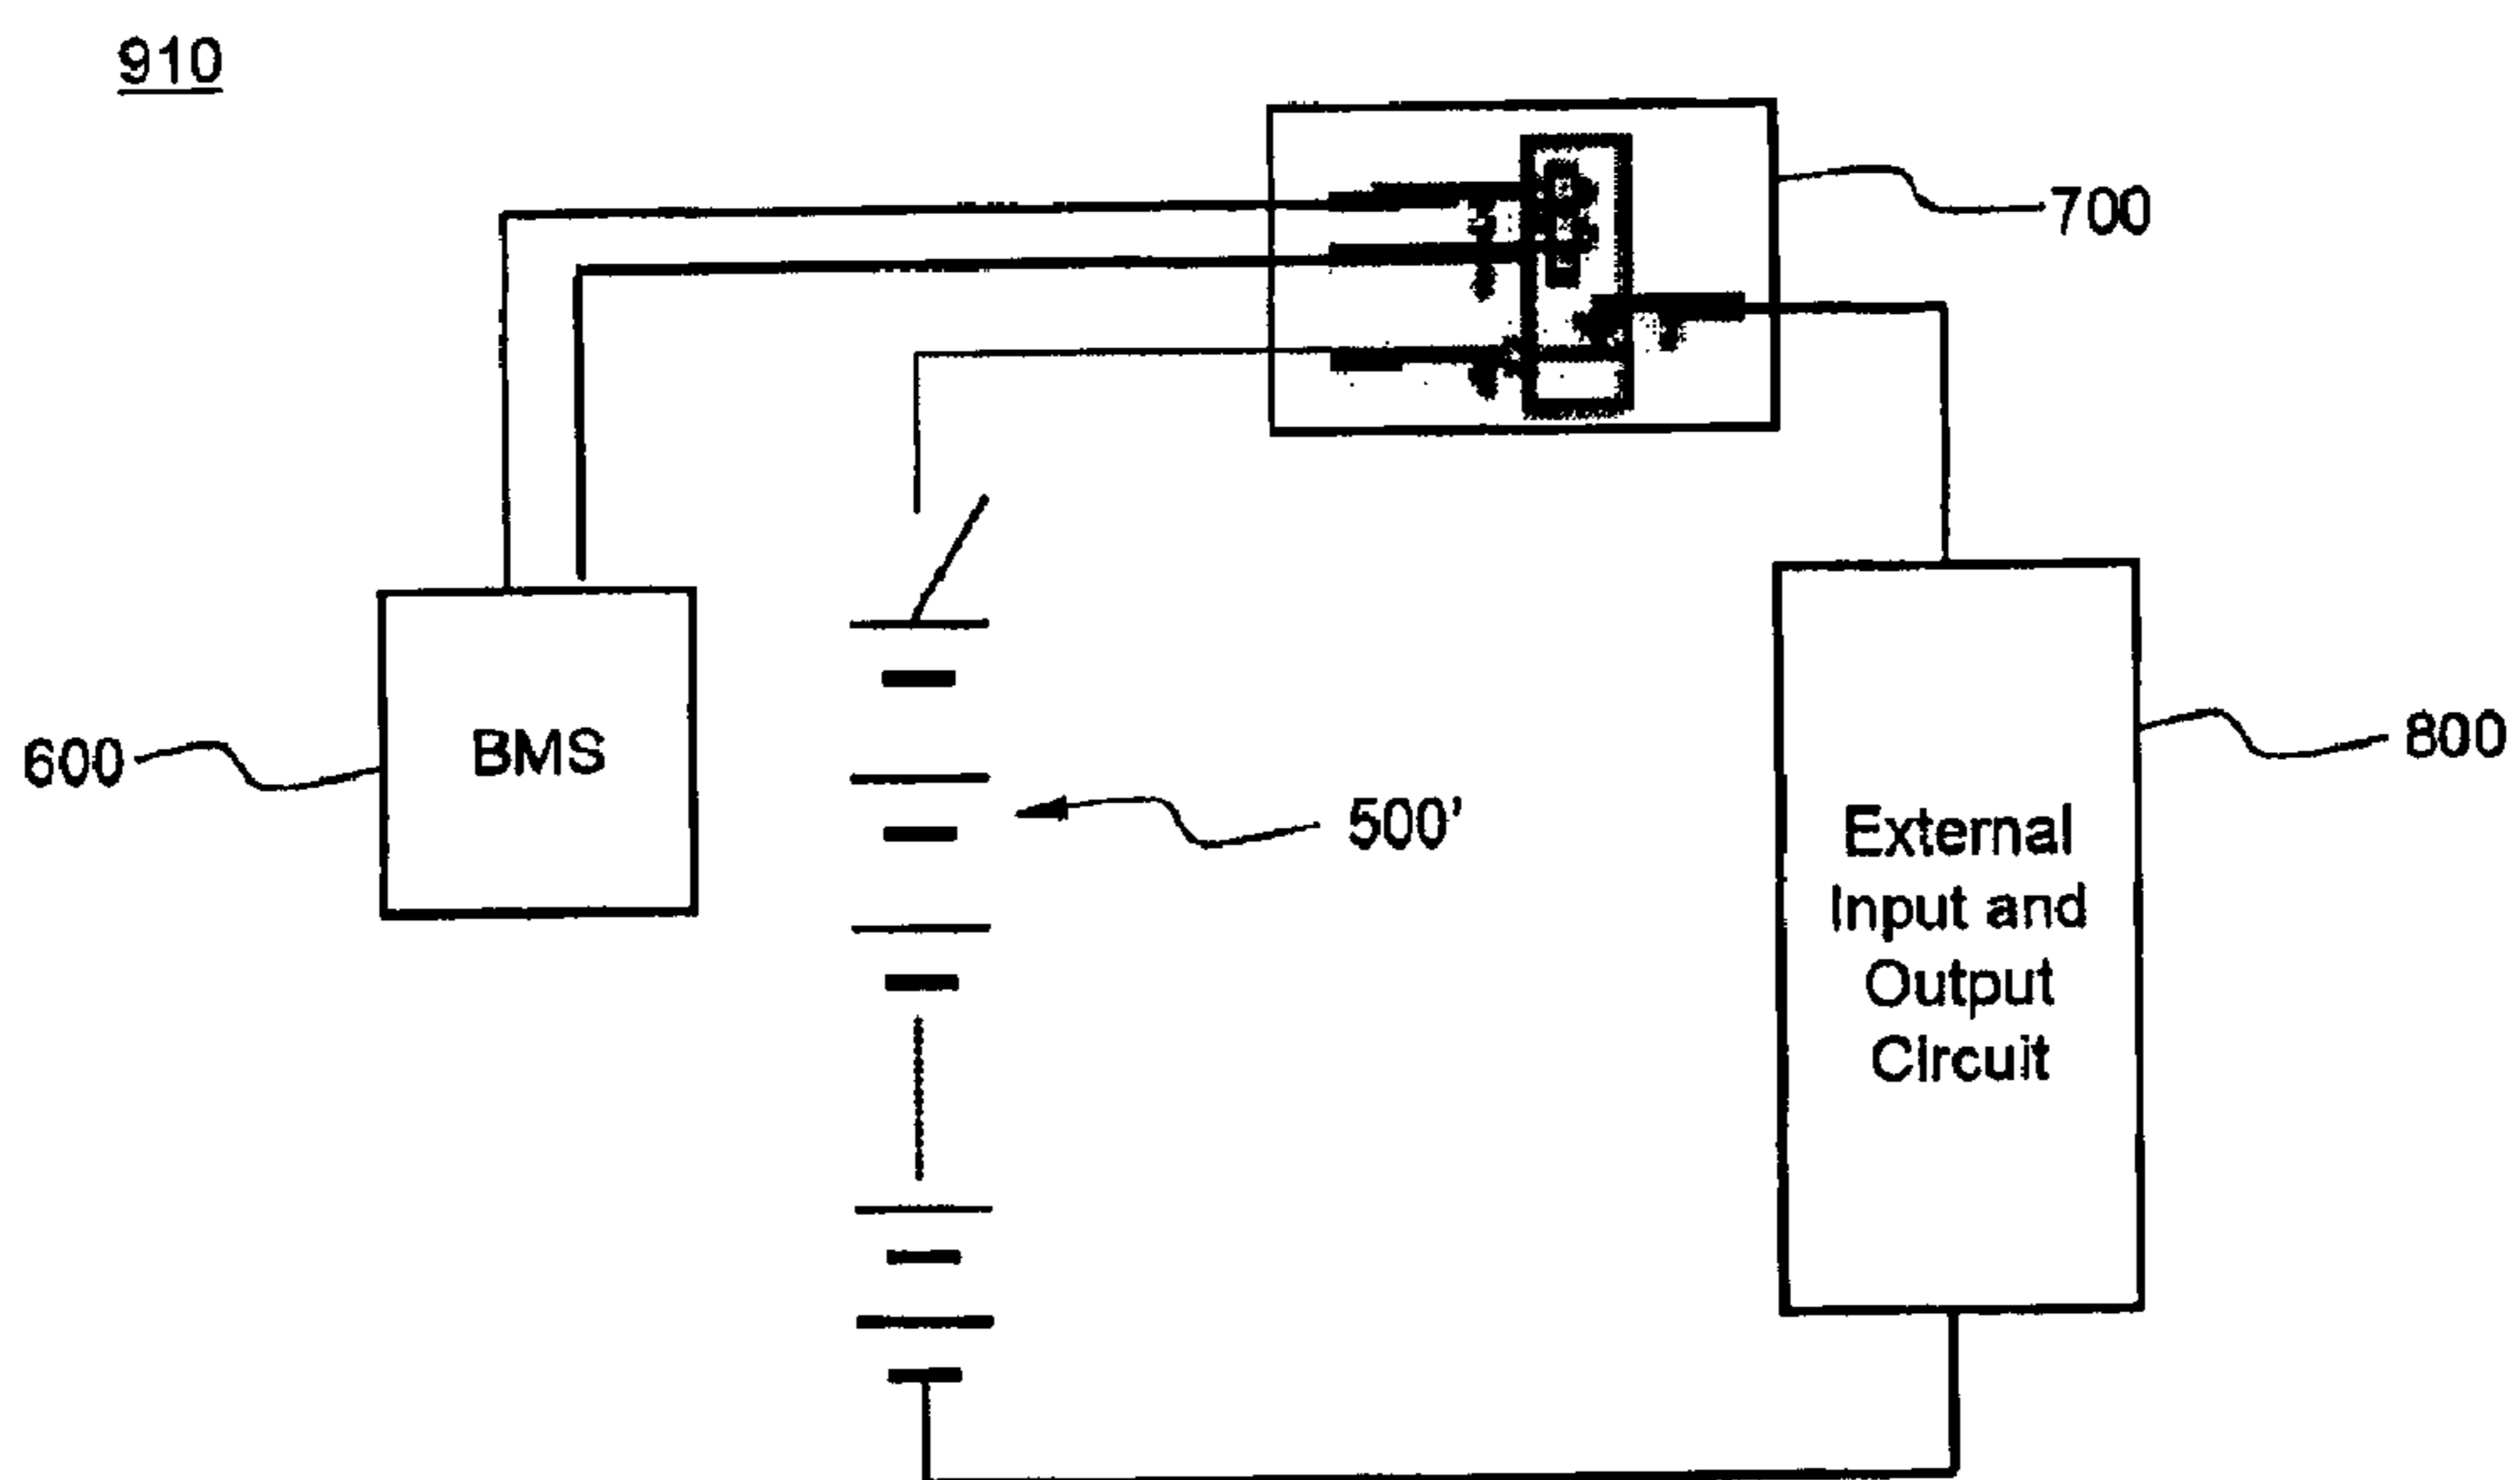 910
700
600
BMS
500'
800
External
Input and
Output
Circuit